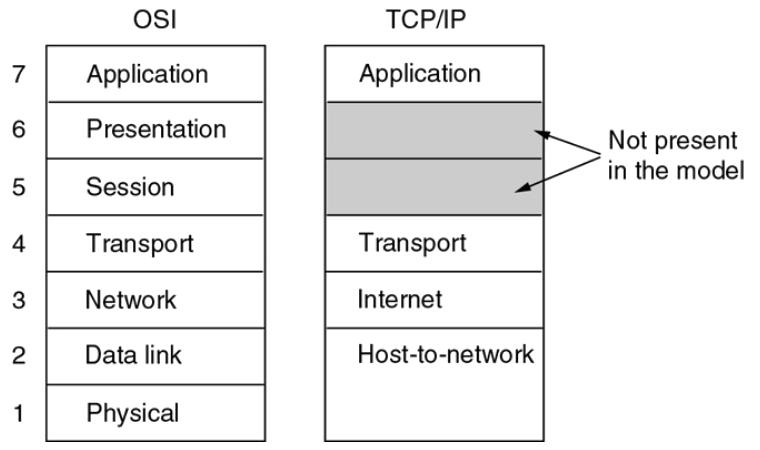 OSI TCP/IP
7 Application Application
6 Presentation
Not present
in the model
5 Session
4 Transport Transport
3 Network Internet
2 Data link Host-to-network
1 Physical